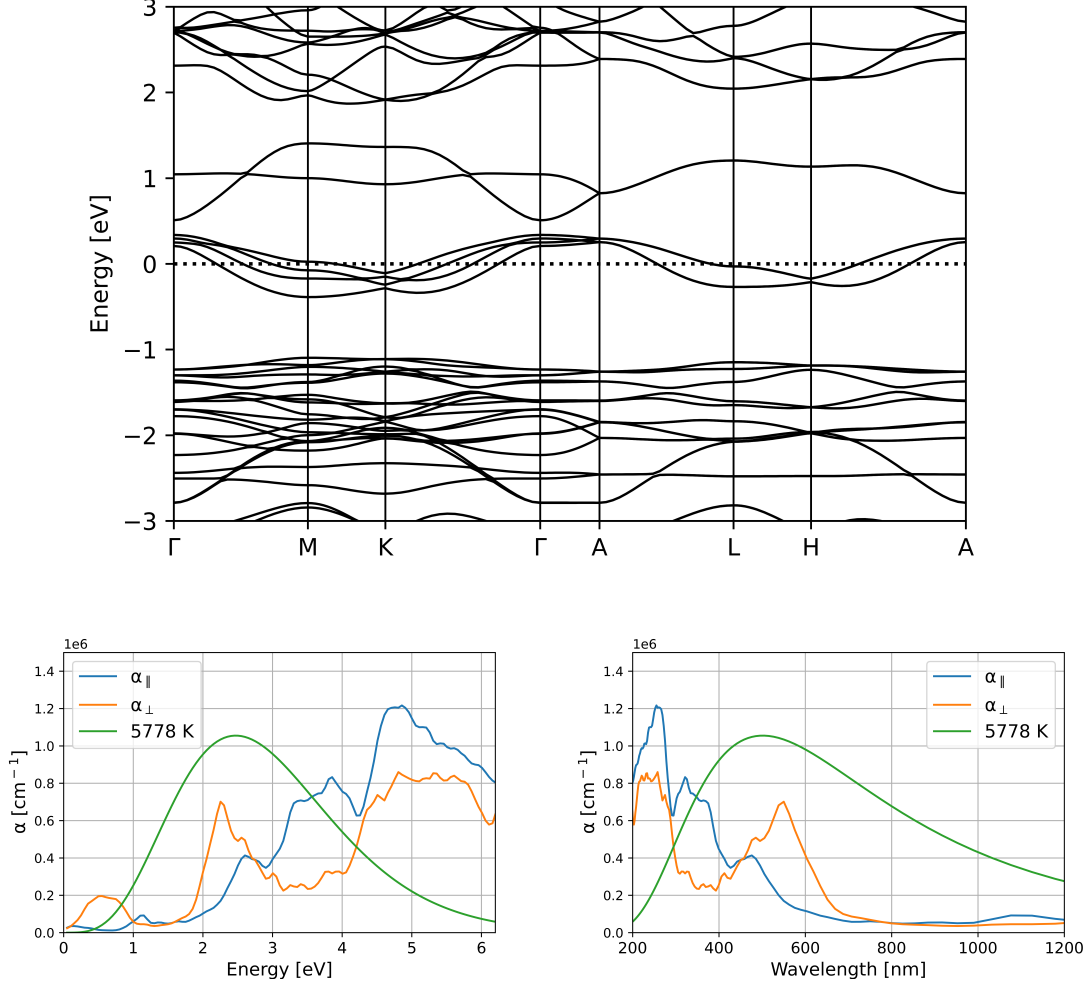 3
2
1
0
−1
−2
−3
Energy [eV]
Γ M K Γ A L H A
1e6
1.4
1.2
1.0
0.8
0.6
0.4
0.2
0.0
α [cm⁻¹]
α∥
α⊥
5778 K
0 1 2 3 4 5 6
Energy [eV]
1e6
1.4
1.2
1.0
0.8
0.6
0.4
0.2
0.0
α [cm⁻¹]
α∥
α⊥
5778 K
200 400 600 800 1000 1200
Wavelength [nm]